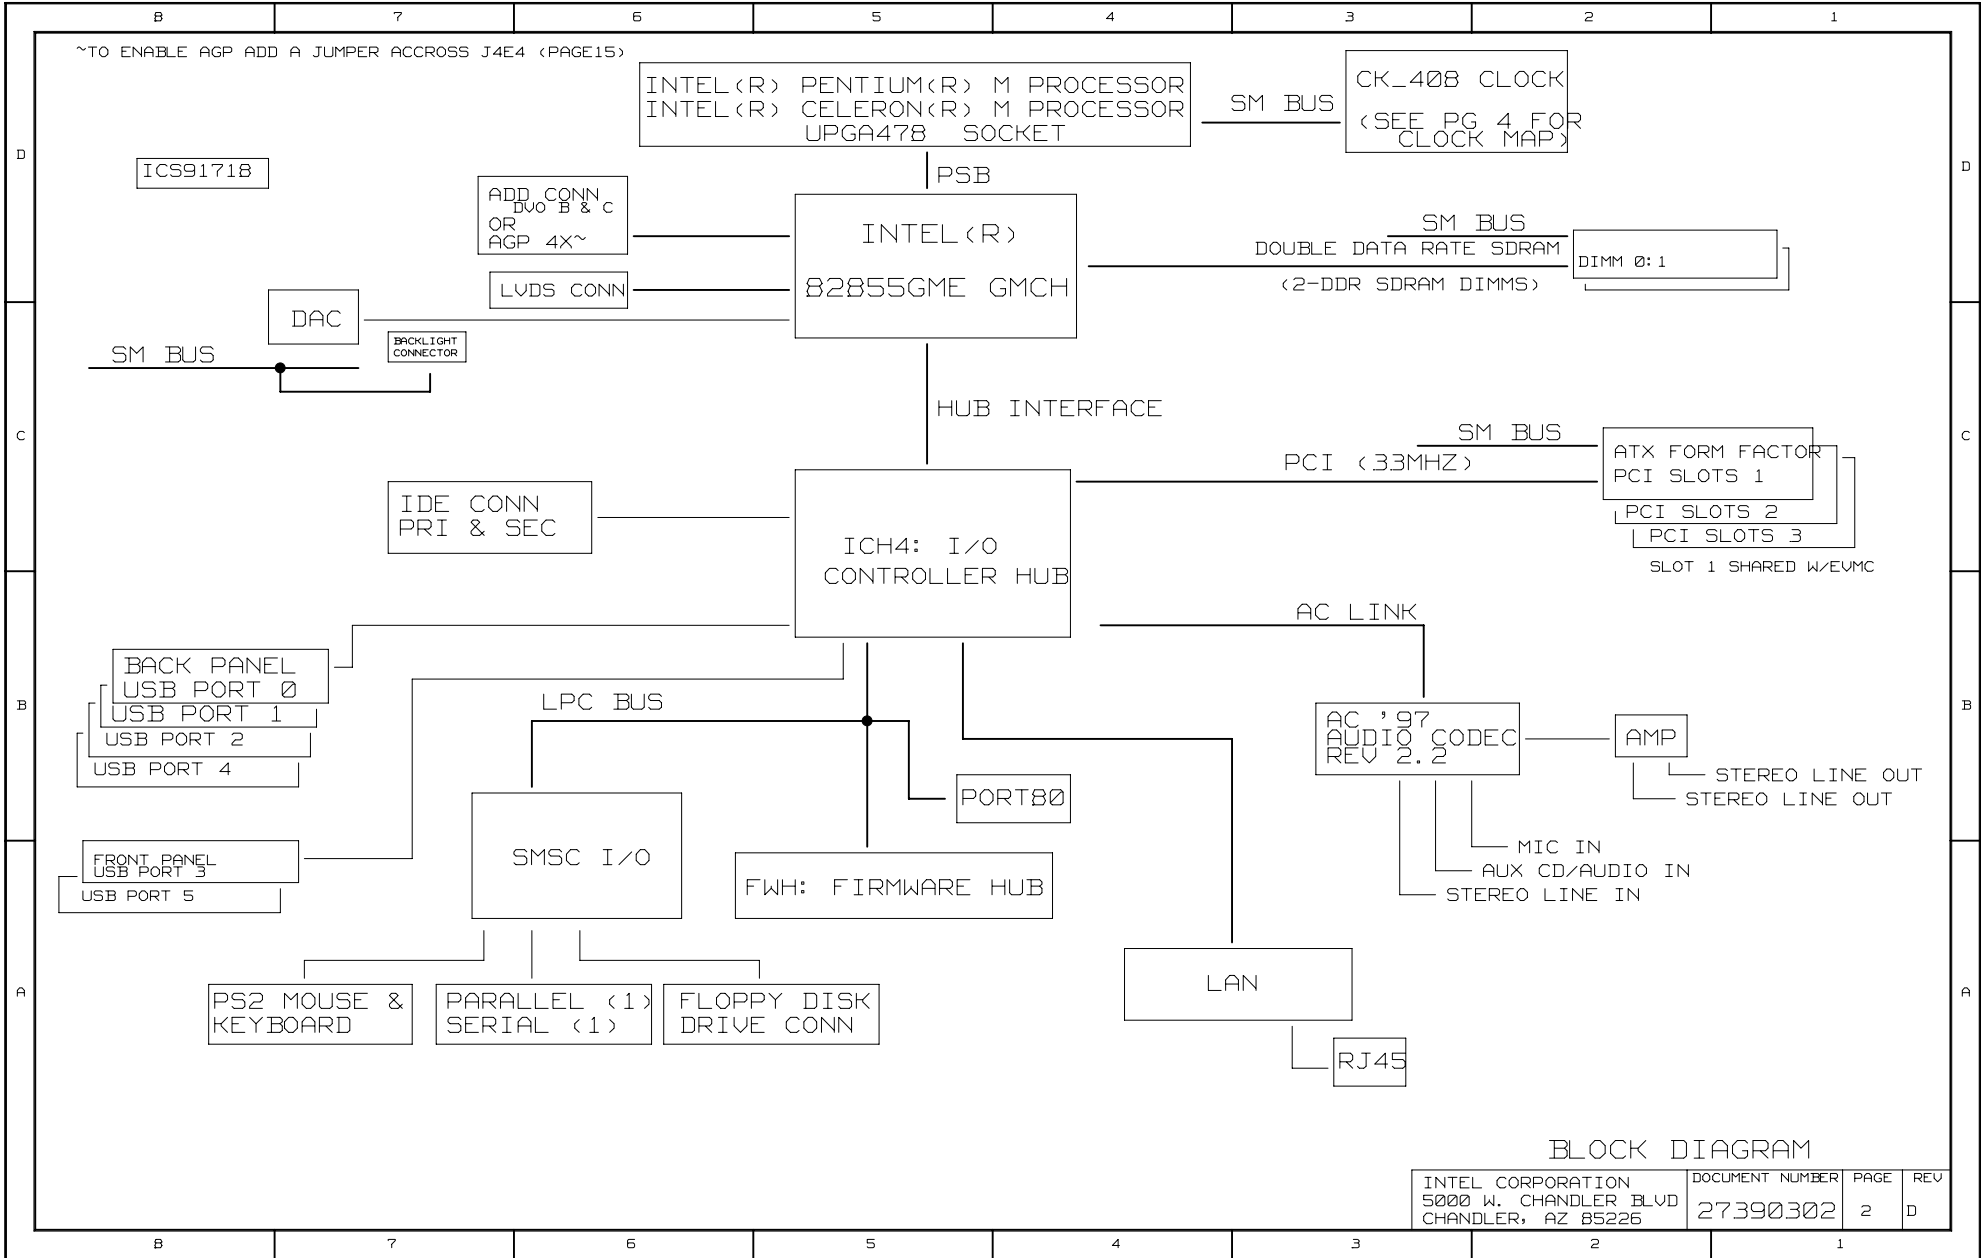 8 7 6 5 4 3 2 1
~TO ENABLE AGP ADD A JUMPER ACCROSS J4E4 (PAGE15)
INTEL(R) PENTIUM(R) M PROCESSOR
INTEL(R) CELERON(R) M PROCESSOR
UPGA478 SOCKET
SM BUS
CK_408 CLOCK
(SEE PG 4 FOR
CLOCK MAP)
D
D
ICS91718
PSB
ADD CONN
DVO B & C
OR
AGP 4X~
INTEL(R)
82855GME GMCH
SM BUS
DOUBLE DATA RATE SDRAM
(2-DDR SDRAM DIMMS)
DIMM 0:1
LVDS CONN
DAC
BACKLIGHT
CONNECTOR
SM BUS
HUB INTERFACE
C
C
SM BUS
PCI (33MHZ)
ATX FORM FACTOR
PCI SLOTS 1
PCI SLOTS 2
PCI SLOTS 3
SLOT 1 SHARED W/EVMC
IDE CONN
PRI & SEC
ICH4: I/O
CONTROLLER HUB
AC LINK
BACK PANEL
USB PORT 0
USB PORT 1
USB PORT 2
USB PORT 4
B
B
LPC BUS
AC '97
AUDIO CODEC
REV 2.2
AMP
STEREO LINE OUT
STEREO LINE OUT
PORT80
MIC IN
AUX CD/AUDIO IN
STEREO LINE IN
FRONT PANEL
USB PORT 3
USB PORT 5
SMSC I/O
FWH: FIRMWARE HUB
A
A
PS2 MOUSE &
KEYBOARD
PARALLEL (1)
SERIAL (1)
FLOPPY DISK
DRIVE CONN
LAN
RJ45
BLOCK DIAGRAM
INTEL CORPORATION
5000 W. CHANDLER BLVD
CHANDLER, AZ 85226
DOCUMENT NUMBER
27390302
PAGE
2
REV
D
8 7 6 5 4 3 2 1